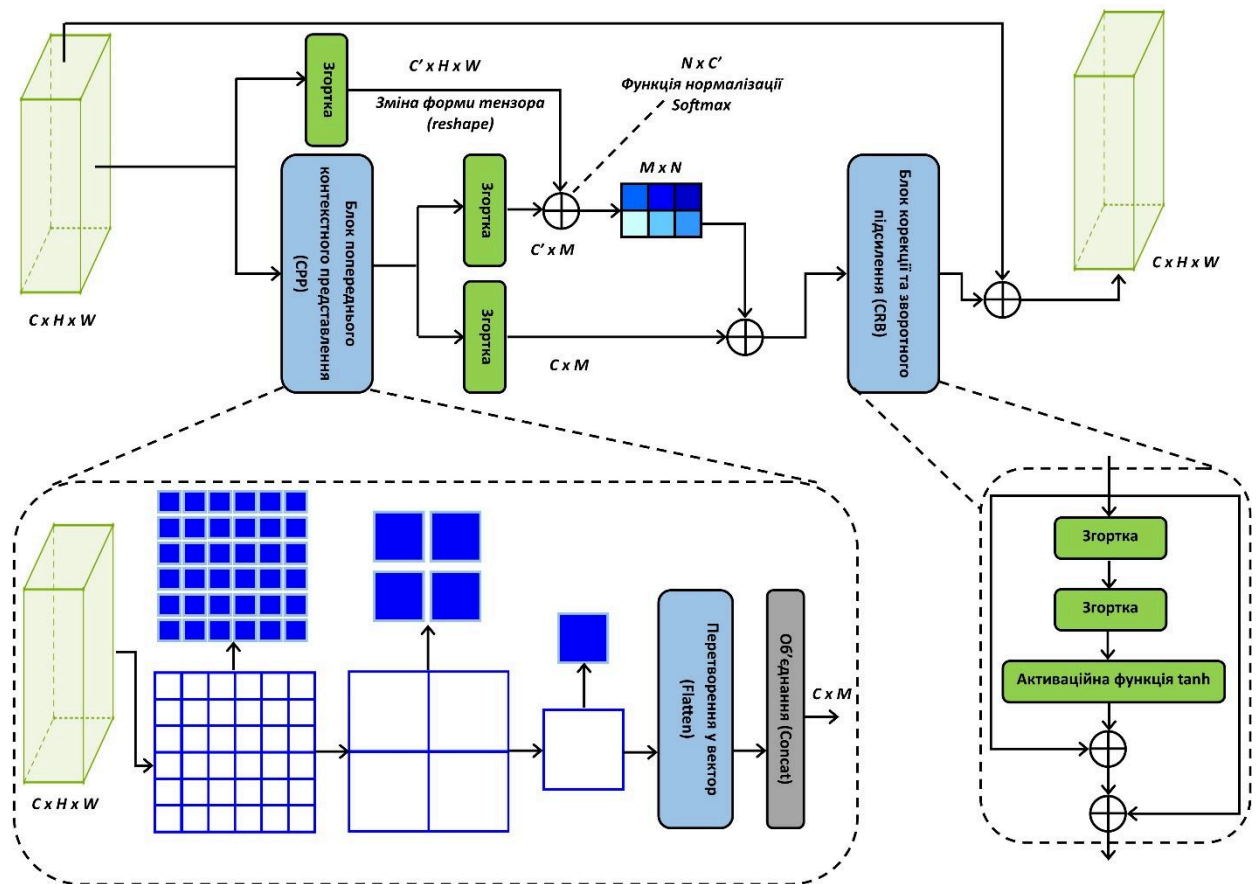 C x H x W
Згортка
C' x H x W
Зміна форми тензора
(reshape)
N x C'
Функція нормалізації
Softmax
Блок попереднього
контекстного представлення
(CPP)
Згортка
C' x M
M x N
Згортка
C x M
Блок корекції та зворотного
підсилення (CRB)
C x H x W
C x H x W
Перетворення у вектор
(Flatten)
Об'єднання (Concat)
C x M
Згортка
Згортка
Активаційна функція tanh